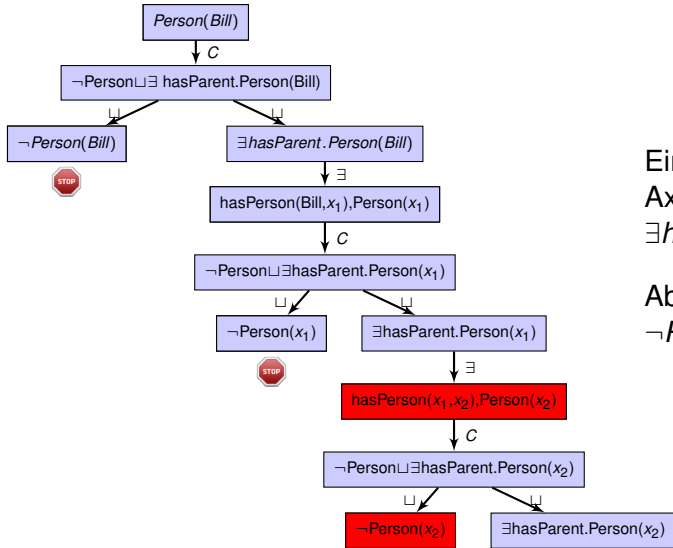 Person(Bill)
C
¬Person⊔∃ hasParent.Person(Bill)
⊔ ⊔
¬Person(Bill) ∃hasParent.Person(Bill)
STOP
∃
hasPerson(Bill,x₁),Person(x₁)
C
¬Person⊔∃hasParent.Person(x₁)
⊔ ⊔
¬Person(x₁) ∃hasParent.Person(x₁)
STOP
∃
hasPerson(x₁,x₂),Person(x₂)
C
¬Person⊔∃hasParent.Person(x₂)
⊔ ⊔
¬Person(x₂) ∃hasParent.Person(x₂)